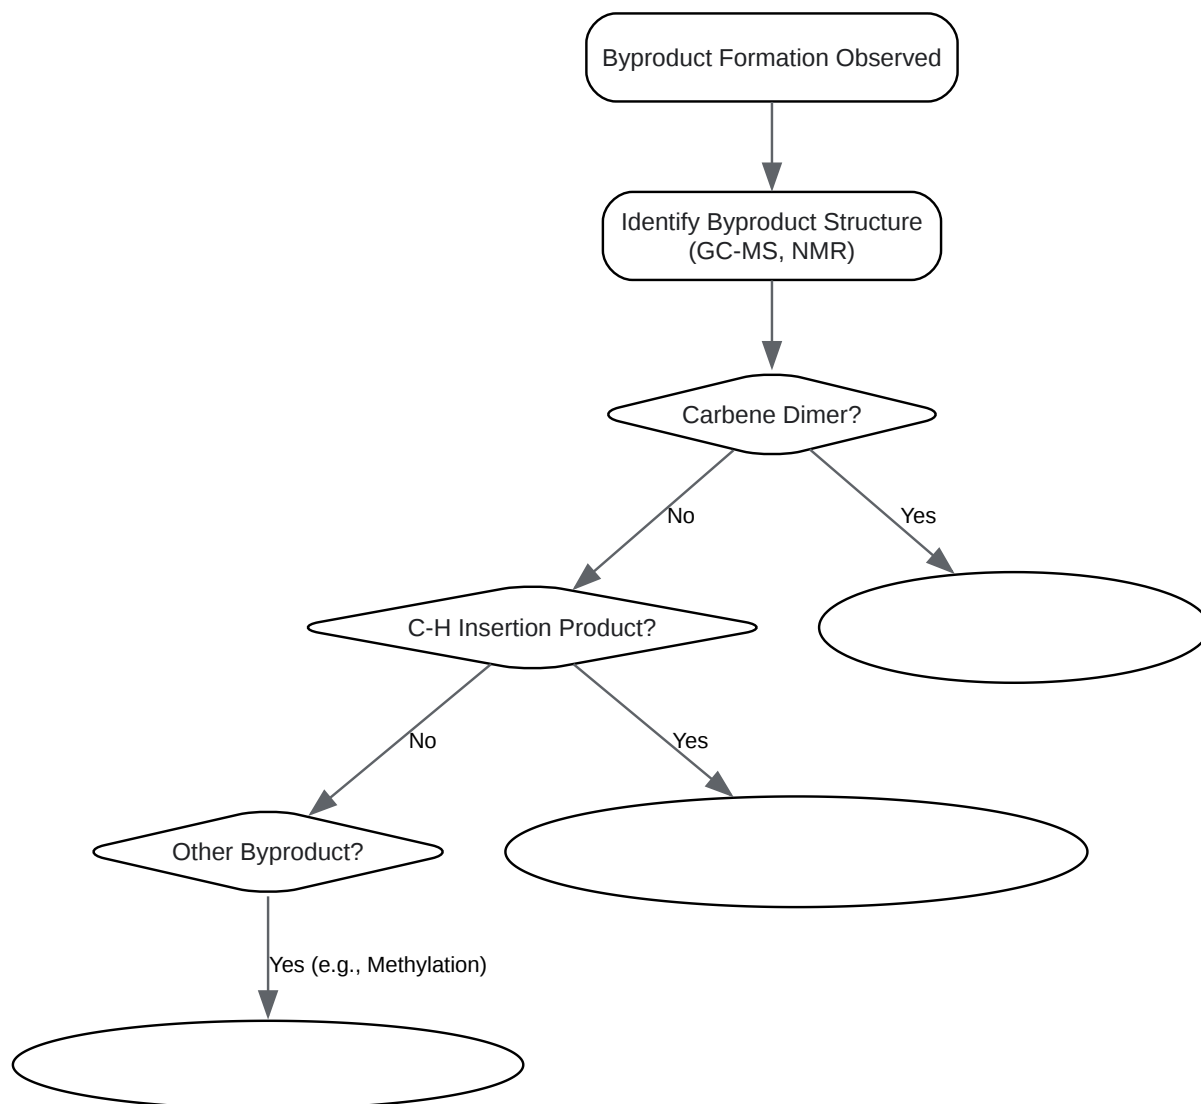 Byproduct Formation Observed
Identify Byproduct Structure
(GC-MS, NMR)
Carbene Dimer?
No
Yes
C-H Insertion Product?
No
Yes
Other Byproduct?
Yes (e.g., Methylation)